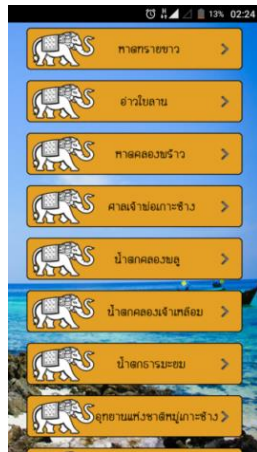 13% 02:24
หาดทรายขาว
อ่าวใบลาน
หาดคลองพร้าว
ศาลเจ้าพ่อเกาะช้าง
น้ำตกคลองพลู
น้ำตกคลองเจ้าเหลือม
น้ำตกธารมะยม
อุทยานแห่งชาติหมู่เกาะช้าง